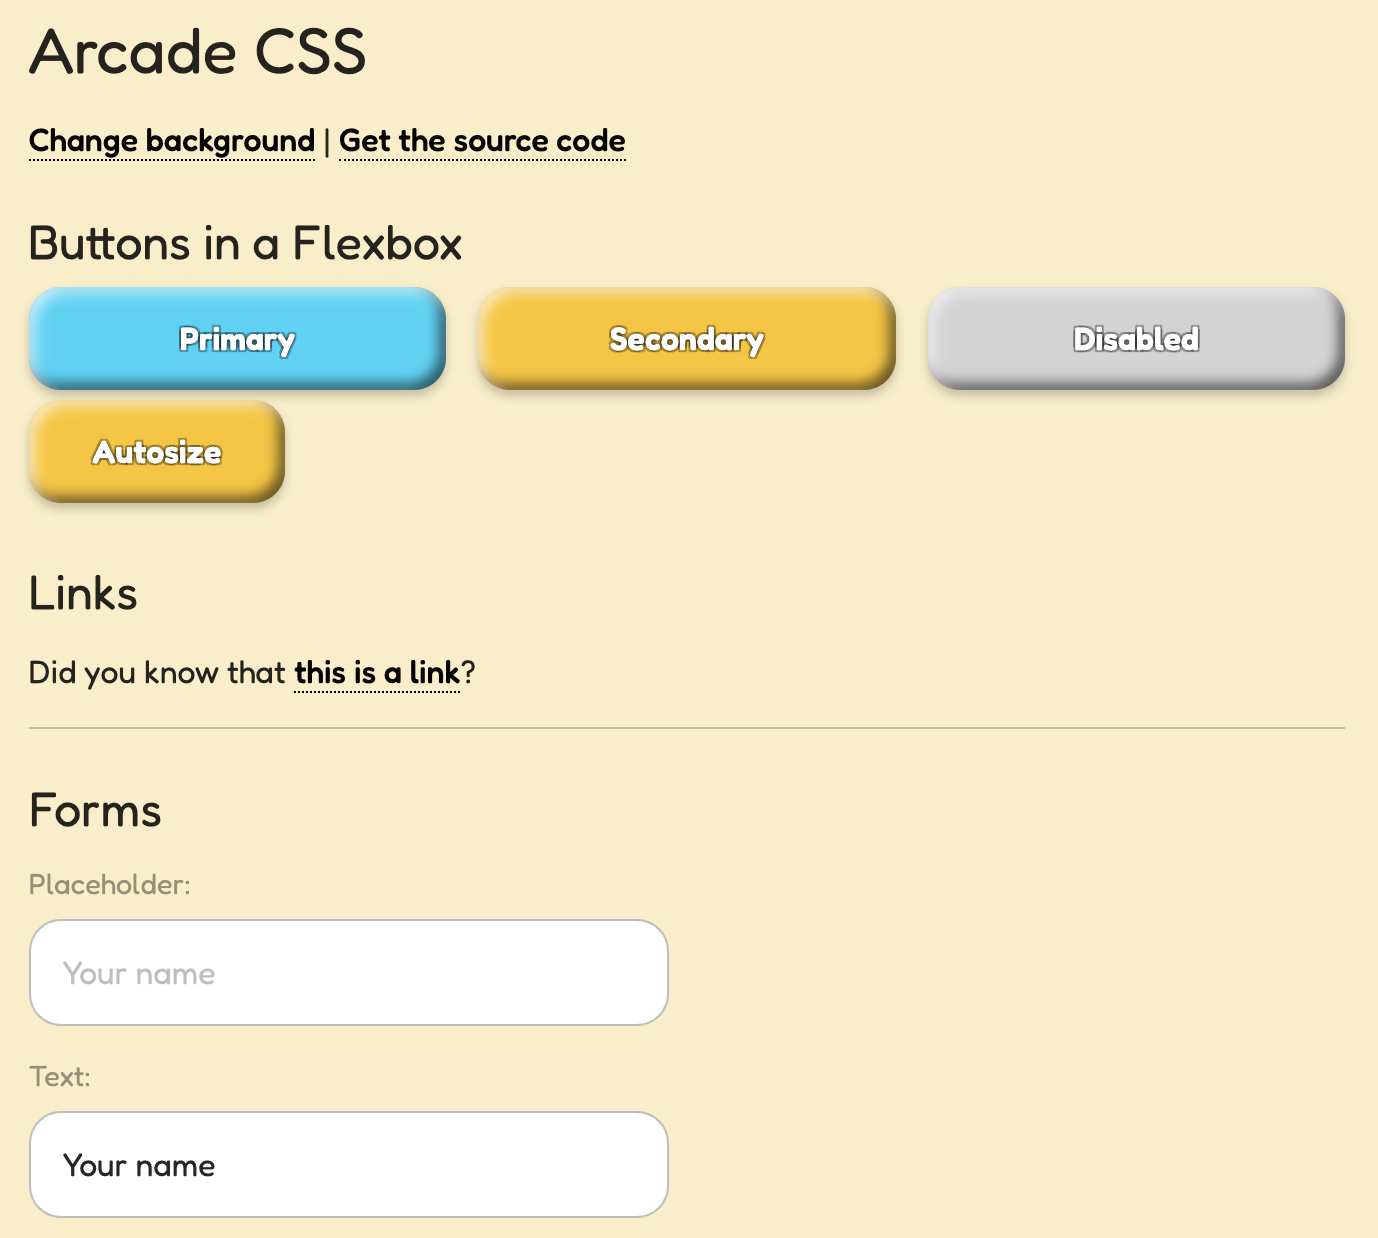 Arcade CSS
Change background | Get the source code
Buttons in a Flexbox
Primary
Secondary
Disabled
Autosize
Links
Did you know that this is a link?
Forms
Placeholder:
Your name
Text:
Your name